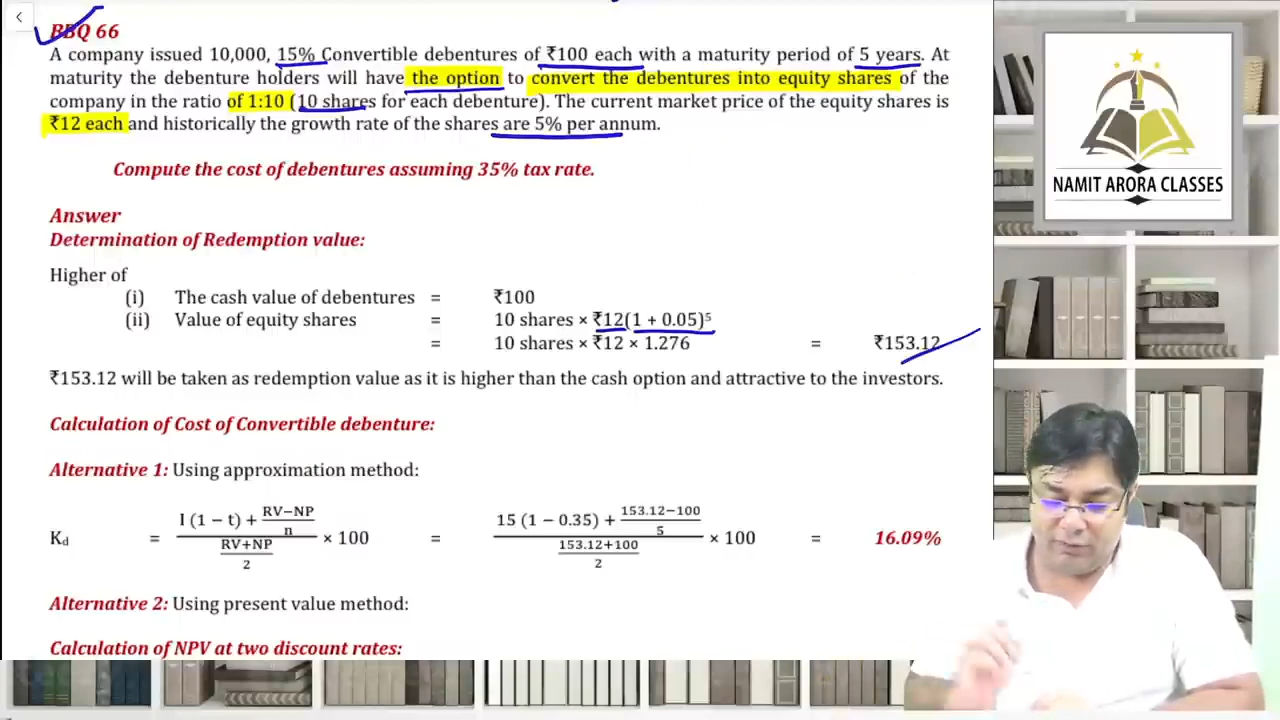 BBQ 66
A company issued 10,000, 15% Convertible debentures of ₹100 each with a maturity period of 5 years. At
maturity the debenture holders will have the option to convert the debentures into equity shares of the
company in the ratio of 1:10 (10 shares for each debenture). The current market price of the equity shares is
₹12 each and historically the growth rate of the shares are 5% per annum.
Compute the cost of debentures assuming 35% tax rate.
Answer
Determination of Redemption value:
Higher of
(i) The cash value of debentures = ₹100
(ii) Value of equity shares = 10 shares × ₹12(1 + 0.05)⁵
= 10 shares × ₹12 × 1.276 = ₹153.12
₹153.12 will be taken as redemption value as it is higher than the cash option and attractive to the investors.
Calculation of Cost of Convertible debenture:
Alternative 1: Using approximation method:
Kd = I (1 − t) + RV−NP / n / RV+NP / 2 × 100 = 15 (1 − 0.35) + 153.12−100 / 5 / 153.12+100 / 2 × 100 = 16.09%
Alternative 2: Using present value method:
Calculation of NPV at two discount rates:
NAMIT ARORA CLASSES